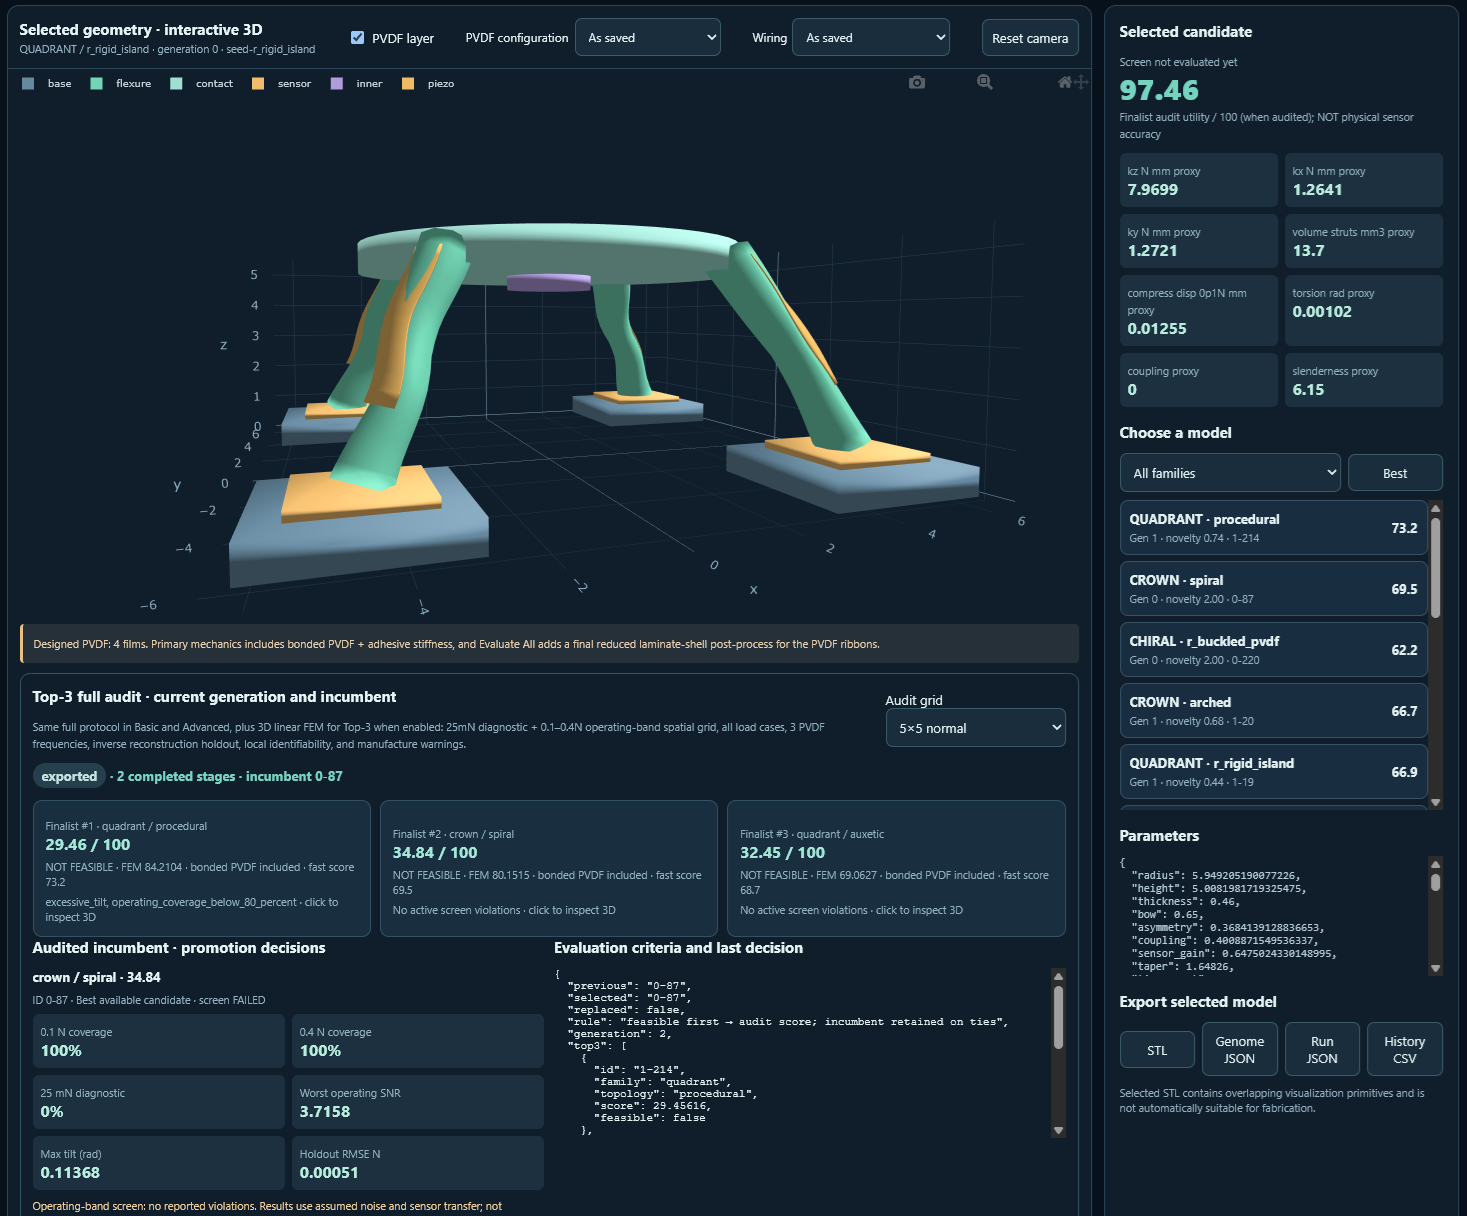 Selected geometry · interactive 3D
QUADRANT / r_rigid_island · generation 0 · seed-r_rigid_island
PVDF layer
PVDF configuration
As saved
Wiring
As saved
Reset camera
base
flexure
contact
sensor
inner
piezo
5
4
3
2
1
0
z
6
4
2
0
−2
−4
−6
y
−4
−2
0
2
4
6
x
Designed PVDF: 4 films. Primary mechanics includes bonded PVDF + adhesive stiffness, and Evaluate All adds a final reduced laminate-shell post-process for the PVDF ribbons.
Top-3 full audit · current generation and incumbent
Same full protocol in Basic and Advanced, plus 3D linear FEM for Top-3 when enabled: 25mN diagnostic + 0.1–0.4N operating-band spatial grid, all load cases, 3 PVDF
frequencies, inverse reconstruction holdout, local identifiability, and manufacture warnings.
Audit grid
5×5 normal
exported · 2 completed stages · incumbent 0-87
Finalist #1 · quadrant / procedural
29.46 / 100
NOT FEASIBLE · FEM 84.2104 · bonded PVDF included · fast score
73.2
excessive_tilt, operating_coverage_below_80_percent · click to
inspect 3D
Finalist #2 · crown / spiral
34.84 / 100
NOT FEASIBLE · FEM 80.1515 · bonded PVDF included · fast score
69.5
No active screen violations · click to inspect 3D
Finalist #3 · quadrant / auxetic
32.45 / 100
NOT FEASIBLE · FEM 69.0627 · bonded PVDF included · fast score
68.7
No active screen violations · click to inspect 3D
Audited incumbent · promotion decisions
crown / spiral · 34.84
ID 0-87 · Best available candidate · screen FAILED
0.1 N coverage
100%
0.4 N coverage
100%
25 mN diagnostic
0%
Worst operating SNR
3.7158
Max tilt (rad)
0.11368
Holdout RMSE N
0.00051
Operating-band screen: no reported violations. Results use assumed noise and sensor transfer; not
Evaluation criteria and last decision
{
"previous": "0-87",
"selected": "0-87",
"replaced": false,
"rule": "feasible first → audit score; incumbent retained on ties",
"generation": 2,
"top3": [
{
"id": "1-214",
"family": "quadrant",
"topology": "procedural",
"score": 29.45616,
"feasible": false
},
Selected candidate
Screen not evaluated yet
97.46
Finalist audit utility / 100 (when audited); NOT physical sensor
accuracy
kz N mm proxy
7.9699
kx N mm proxy
1.2641
ky N mm proxy
1.2721
volume struts mm3 proxy
13.7
compress disp 0p1N mm
proxy
0.01255
torsion rad proxy
0.00102
coupling proxy
0
slenderness proxy
6.15
Choose a model
All families
Best
QUADRANT · procedural
Gen 1 · novelty 0.74 · 1-214
73.2
CROWN · spiral
Gen 0 · novelty 2.00 · 0-87
69.5
CHIRAL · r_buckled_pvdf
Gen 0 · novelty 2.00 · 0-220
62.2
CROWN · arched
Gen 1 · novelty 0.68 · 1-20
66.7
QUADRANT · r_rigid_island
Gen 1 · novelty 0.44 · 1-19
66.9
Parameters
{
"radius": 5.949205190077226,
"height": 5.0081981719325475,
"thickness": 0.46,
"bow": 0.65,
"asymmetry": 0.3684139128836653,
"coupling": 0.4008871549536337,
"sensor_gain": 0.6475024330148995,
"taper": 1.64826,
Export selected model
STL
Genome
JSON
Run
JSON
History
CSV
Selected STL contains overlapping visualization primitives and is
not automatically suitable for fabrication.